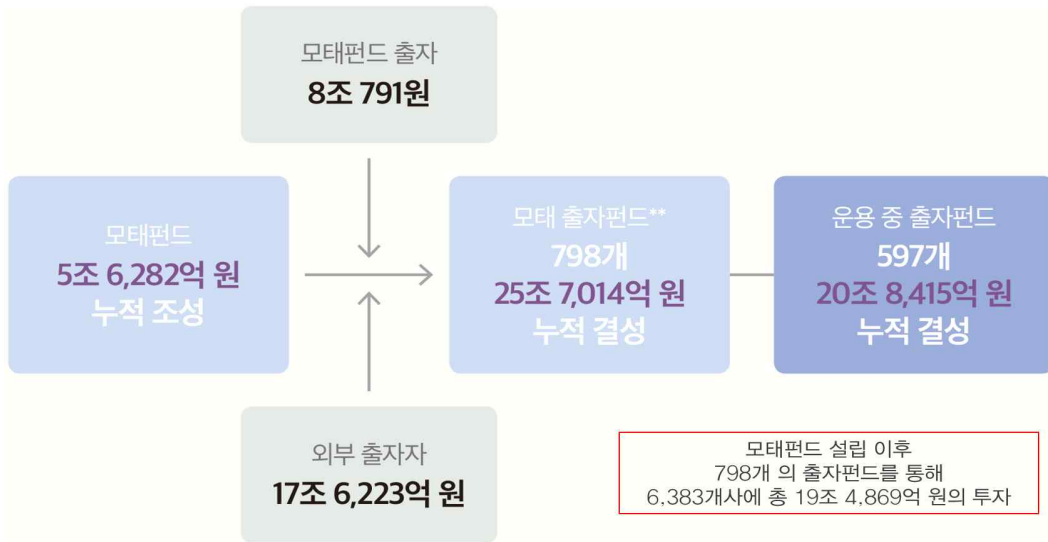 모태펀드 출자
8조 791원
모태펀드
5조 6,282억 원
누적 조성
모태 출자펀드**
798개
25조 7,014억 원
누적 결성
운용 중 출자펀드
597개
20조 8,415억 원
누적 결성
외부 출자자
17조 6,223억 원
모태펀드 설립 이후
798개 의 출자펀드를 통해
6,383개사에 총 19조 4,869억 원의 투자